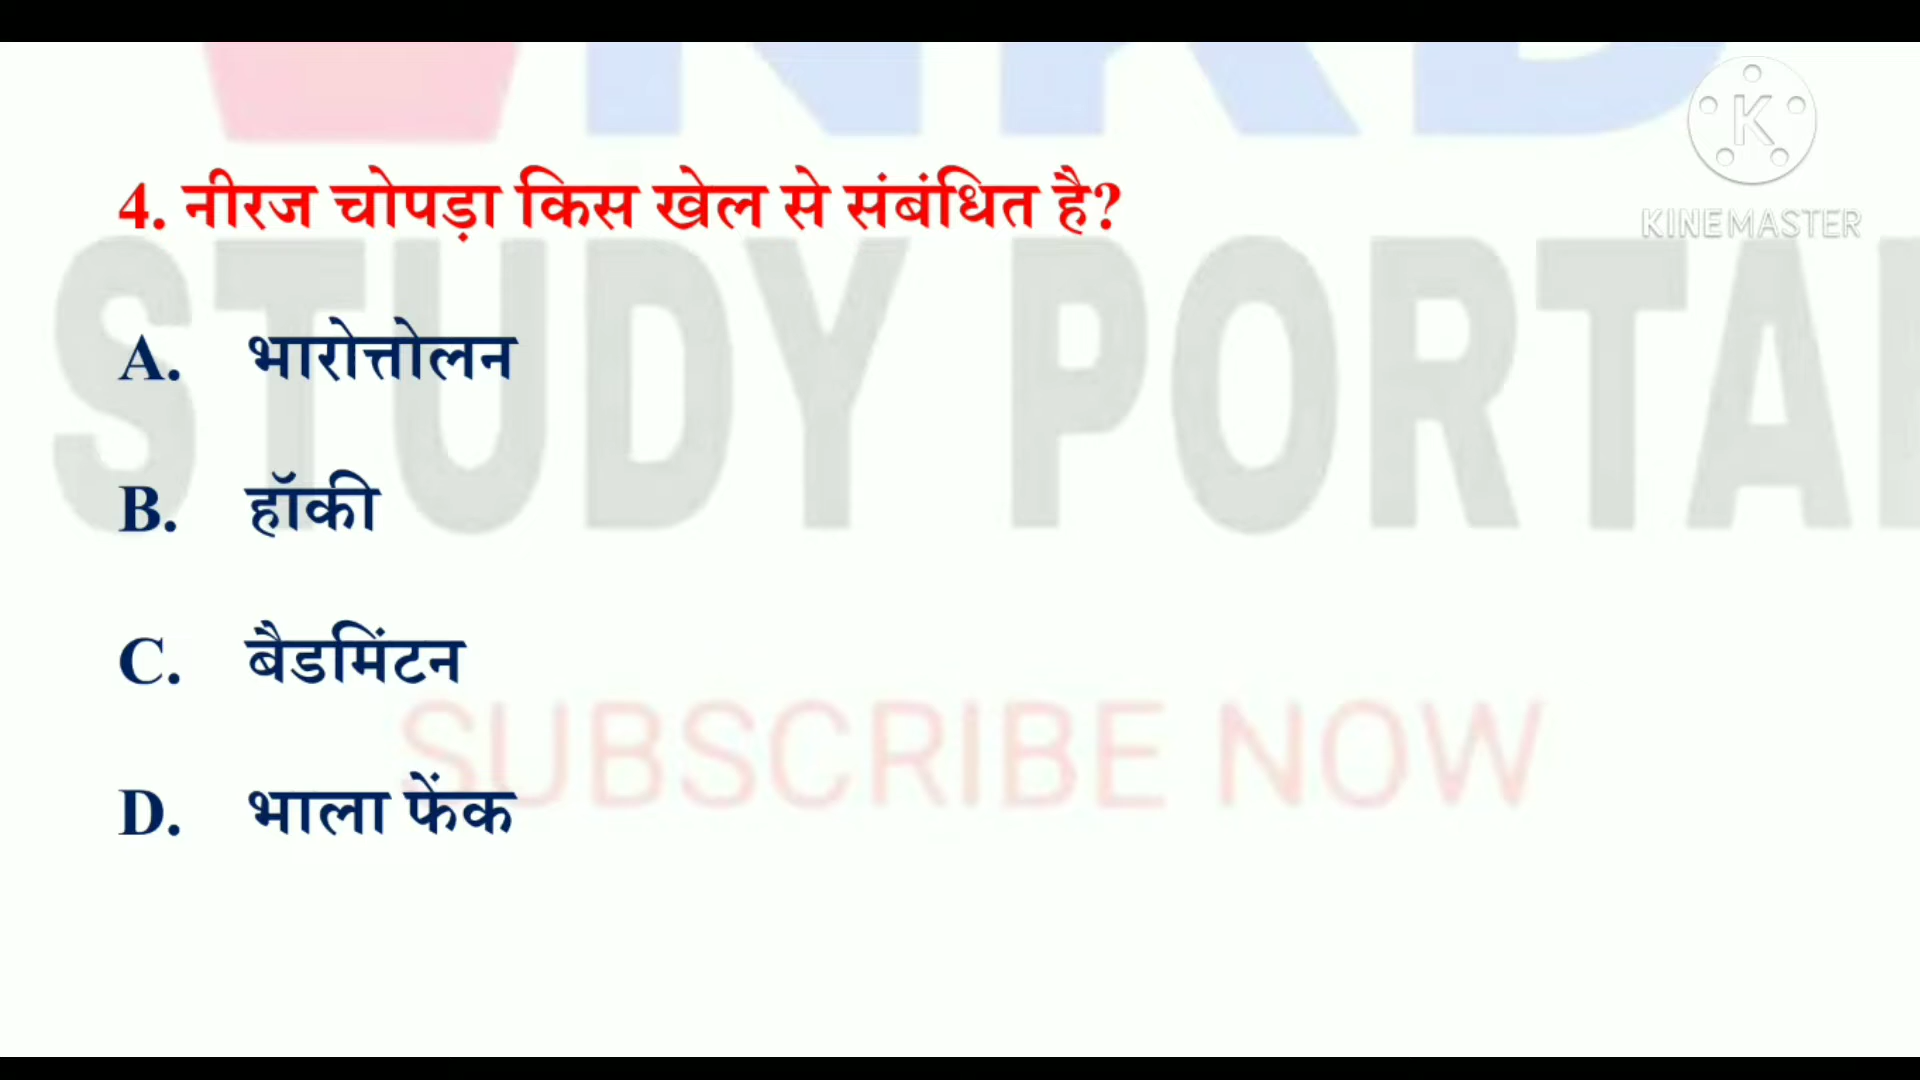 4. नीरज चोपड़ा किस खेल से संबंधित है?
KINEMASTER
STUDY PORTAL
A. भारोत्तोलन
B. हॉकी
C. बैडमिंटन
SUBSCRIBE NOW
D. भाला फेंक